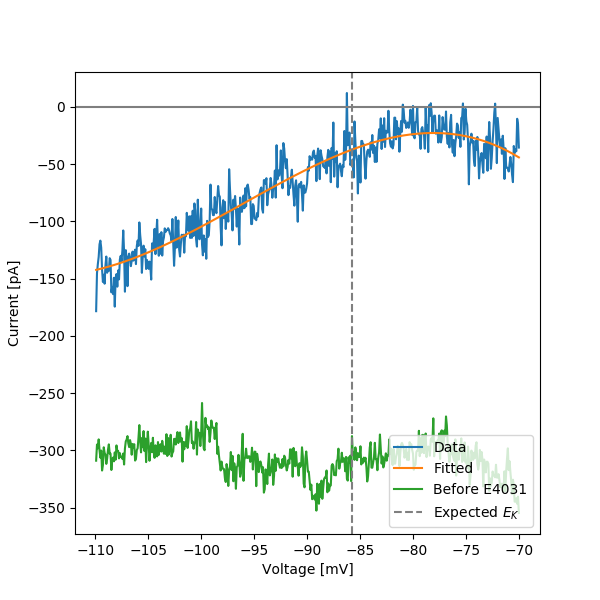 0
−50
−100
−150
−200
−250
−300
−350
Current [pA]
−110
−105
−100
−95
−90
−85
−80
−75
−70
Voltage [mV]
Data
Fitted
Before E4031
Expected E_K